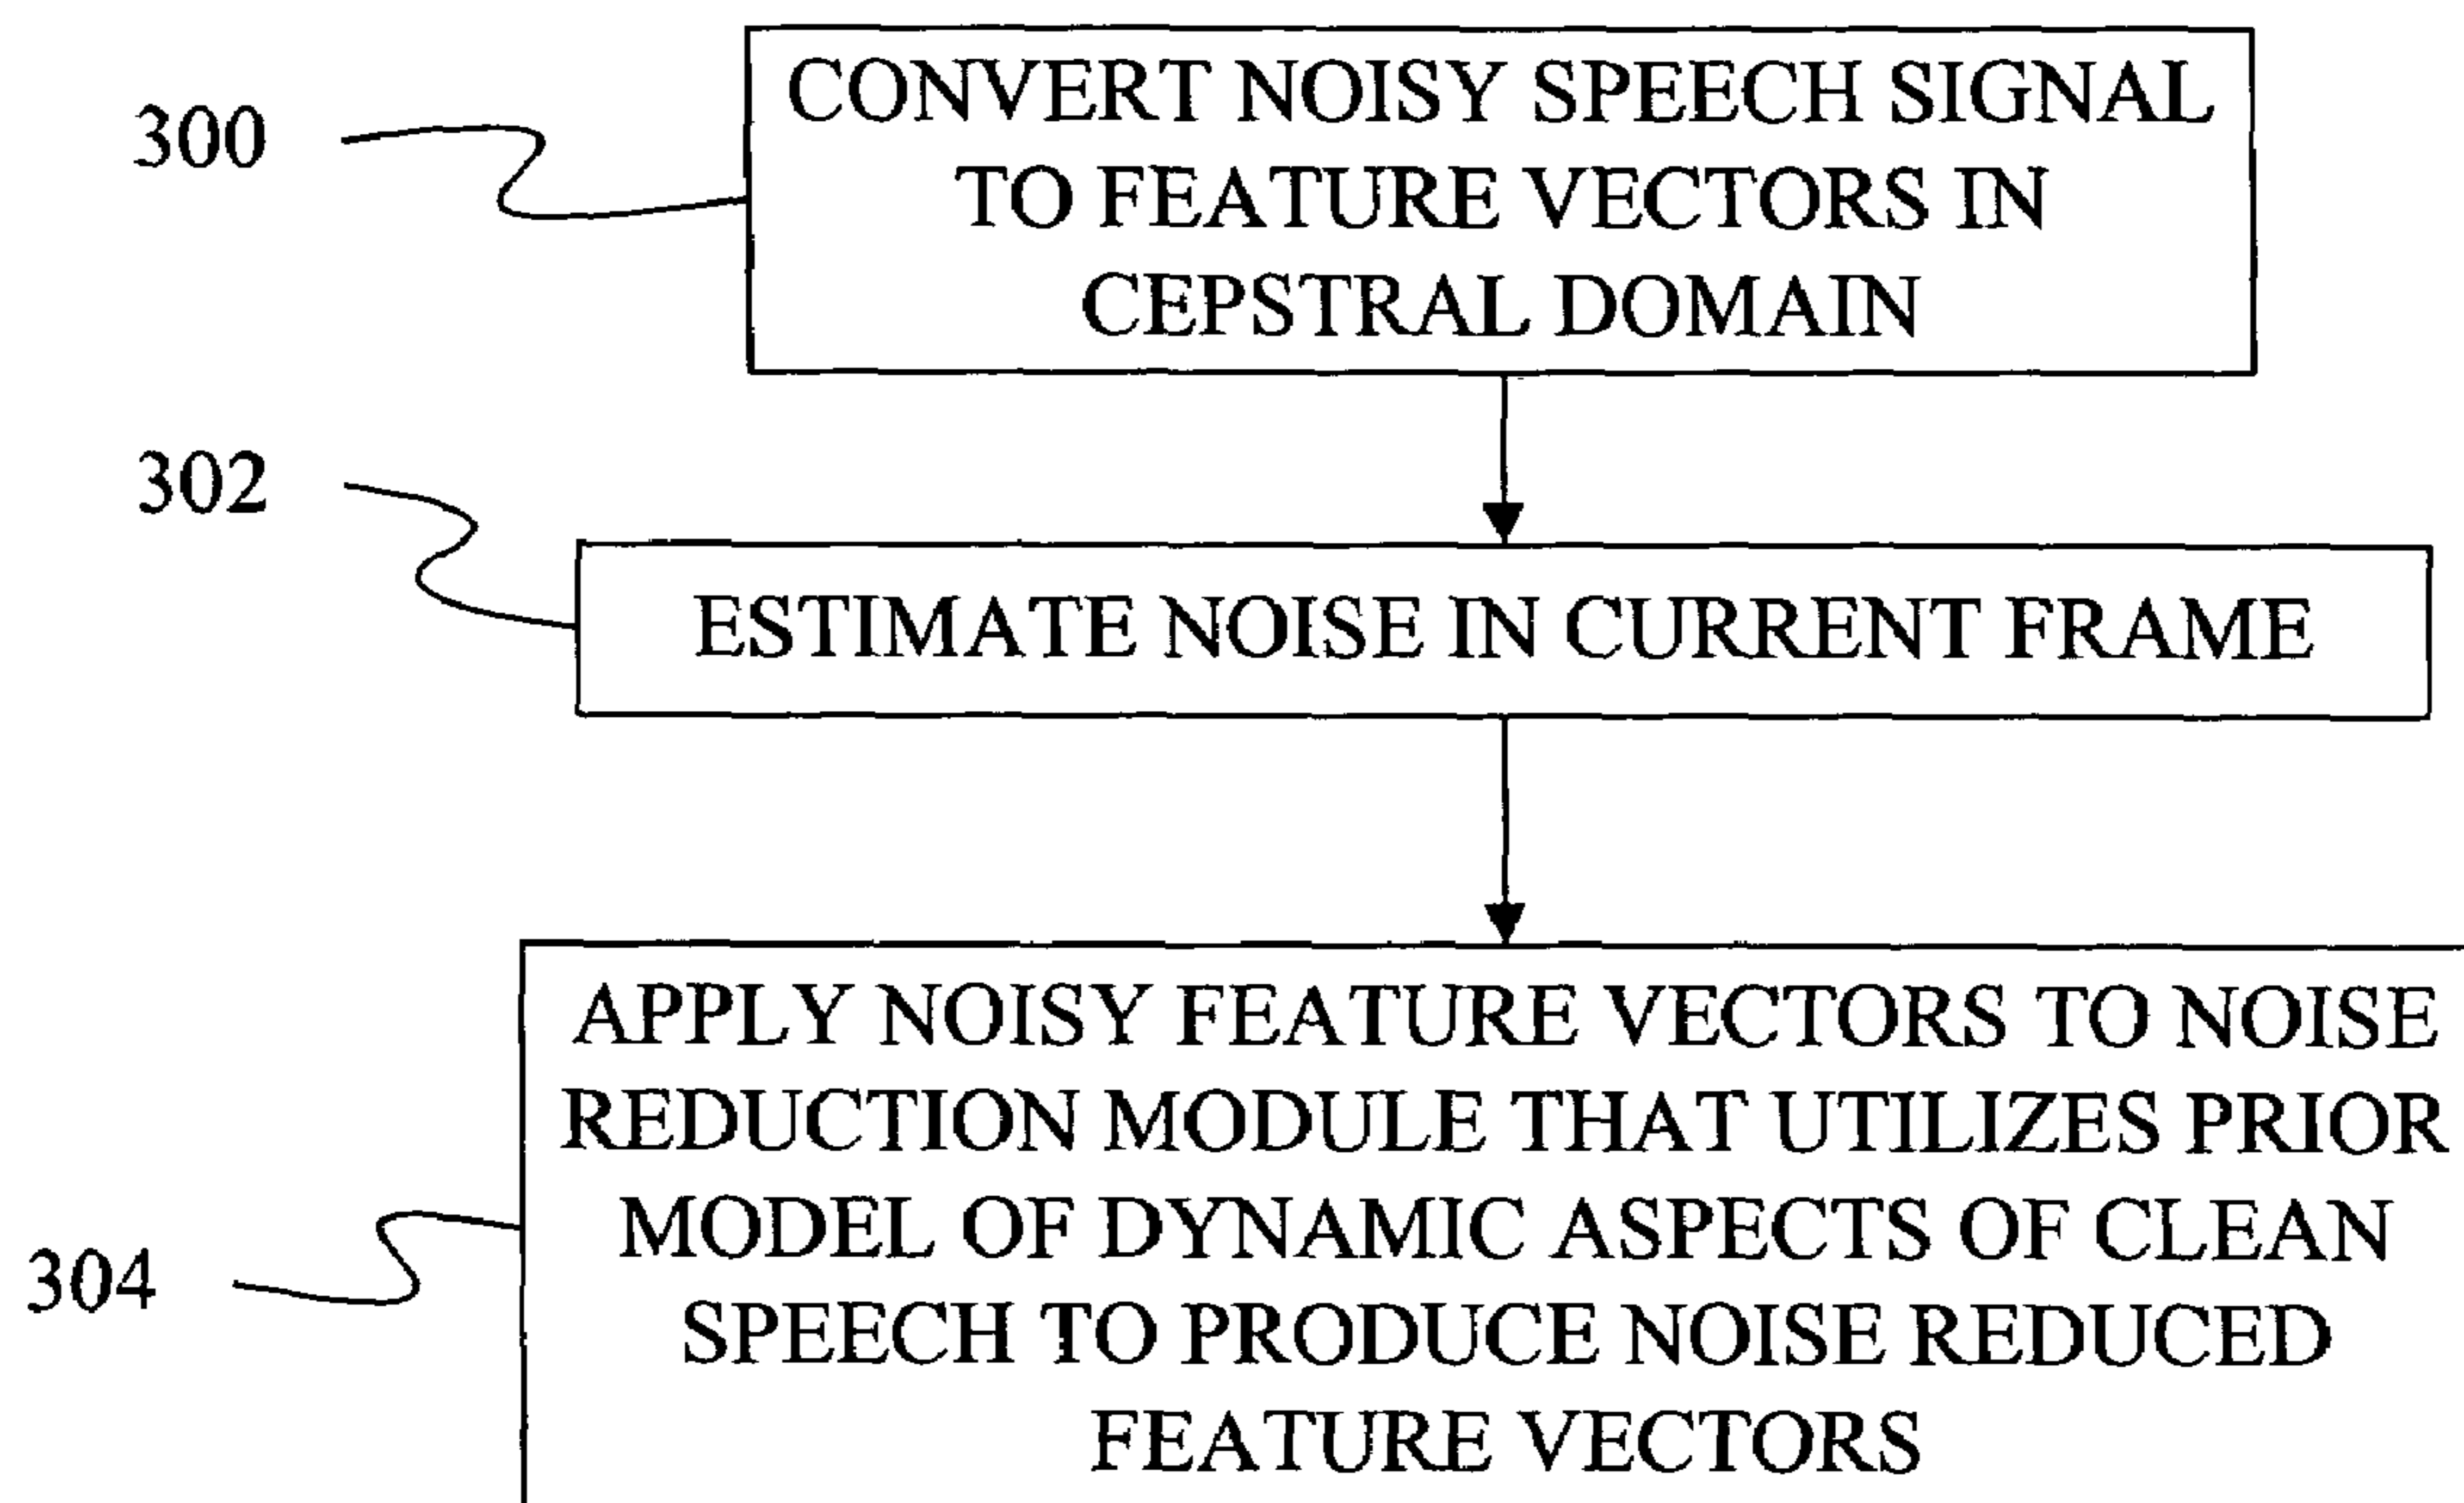 300
CONVERT NOISY SPEECH SIGNAL
TO FEATURE VECTORS IN
CEPSTRAL DOMAIN
302
ESTIMATE NOISE IN CURRENT FRAME
304
APPLY NOISY FEATURE VECTORS TO NOISE
REDUCTION MODULE THAT UTILIZES PRIOR
MODEL OF DYNAMIC ASPECTS OF CLEAN
SPEECH TO PRODUCE NOISE REDUCED
FEATURE VECTORS